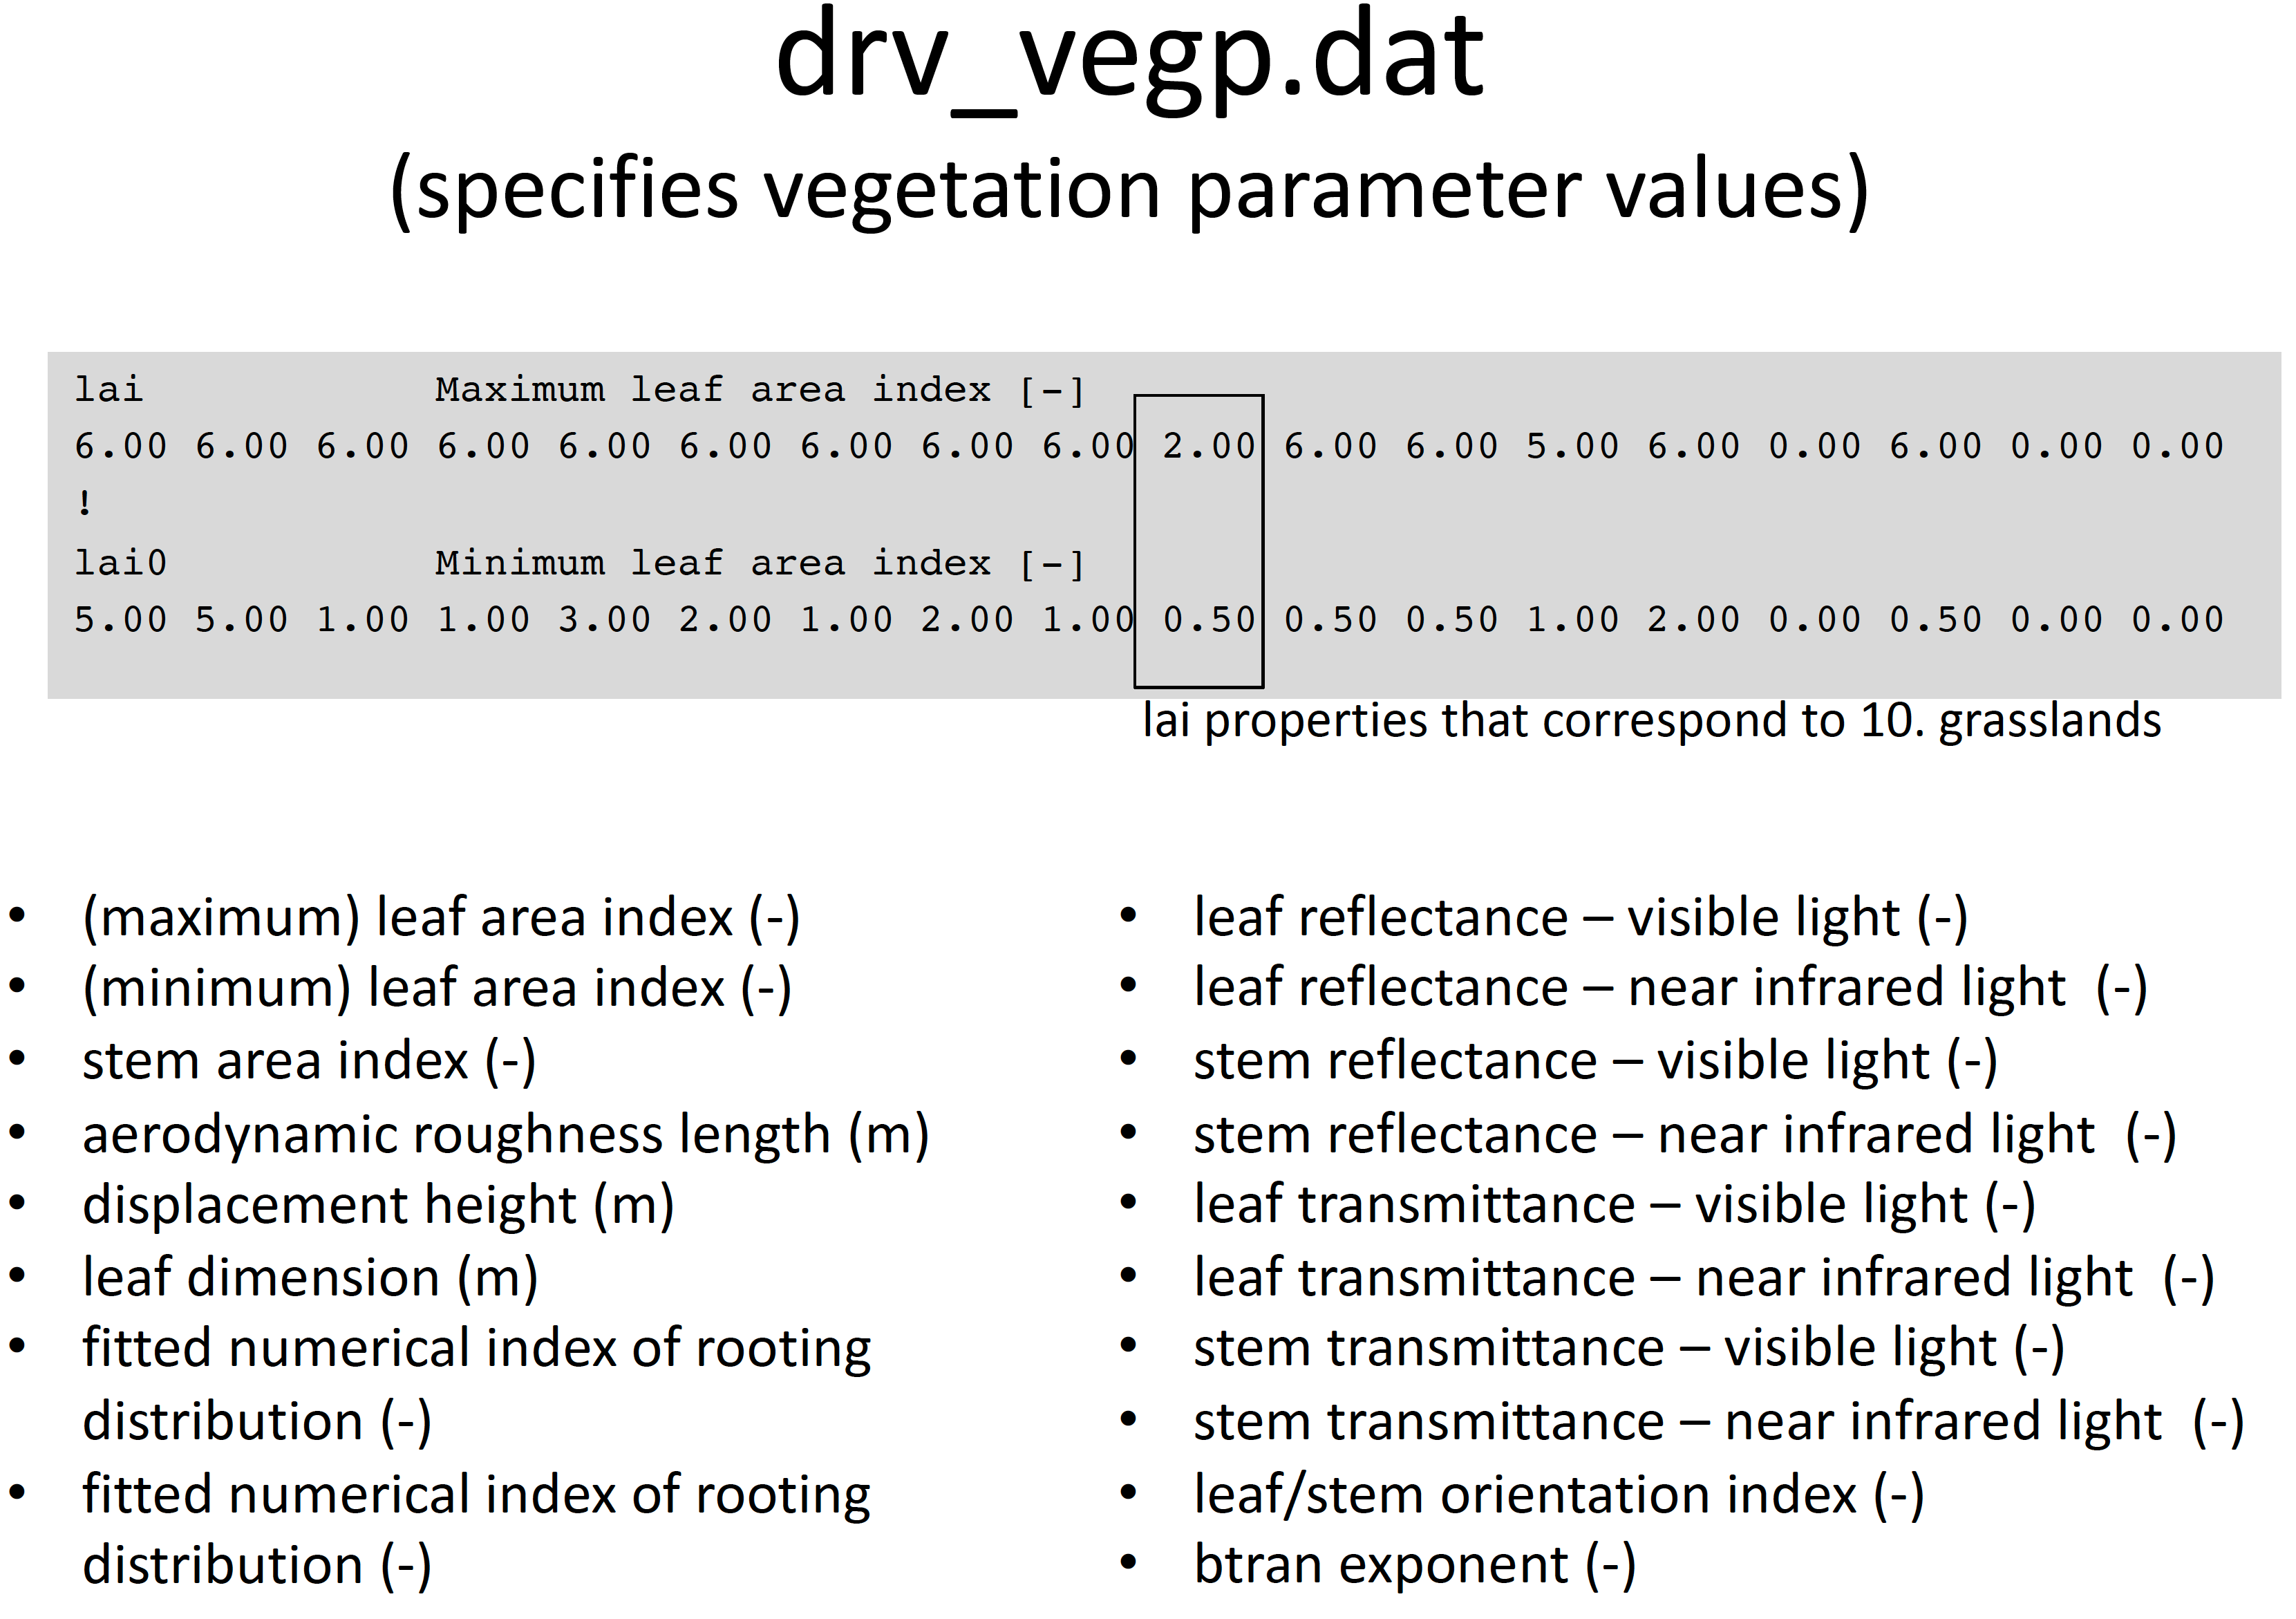 drv_vegp.dat
(specifies vegetation parameter values)
lai Maximum leaf area index [-]
6.00 6.00 6.00 6.00 6.00 6.00 6.00 6.00 6.00 2.00 6.00 6.00 5.00 6.00 0.00 6.00 0.00 0.00
!
lai0 Minimum leaf area index [-]
5.00 5.00 1.00 1.00 3.00 2.00 1.00 2.00 1.00 0.50 0.50 0.50 1.00 2.00 0.00 0.50 0.00 0.00
lai properties that correspond to 10. grasslands
• (maximum) leaf area index (-)
• (minimum) leaf area index (-)
• stem area index (-)
• aerodynamic roughness length (m)
• displacement height (m)
• leaf dimension (m)
• fitted numerical index of rooting
distribution (-)
• fitted numerical index of rooting
distribution (-)
• leaf reflectance – visible light (-)
• leaf reflectance – near infrared light (-)
• stem reflectance – visible light (-)
• stem reflectance – near infrared light (-)
• leaf transmittance – visible light (-)
• leaf transmittance – near infrared light (-)
• stem transmittance – visible light (-)
• stem transmittance – near infrared light (-)
• leaf/stem orientation index (-)
• btran exponent (-)